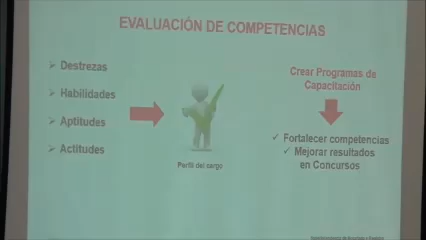 EVALUACIÓN DE COMPETENCIAS
Destrezas
Habilidades
Aptitudes
Actitudes
Perfil del cargo
Crear Programas de
Capacitación
Fortalecer competencias
Mejorar resultados
en Concursos